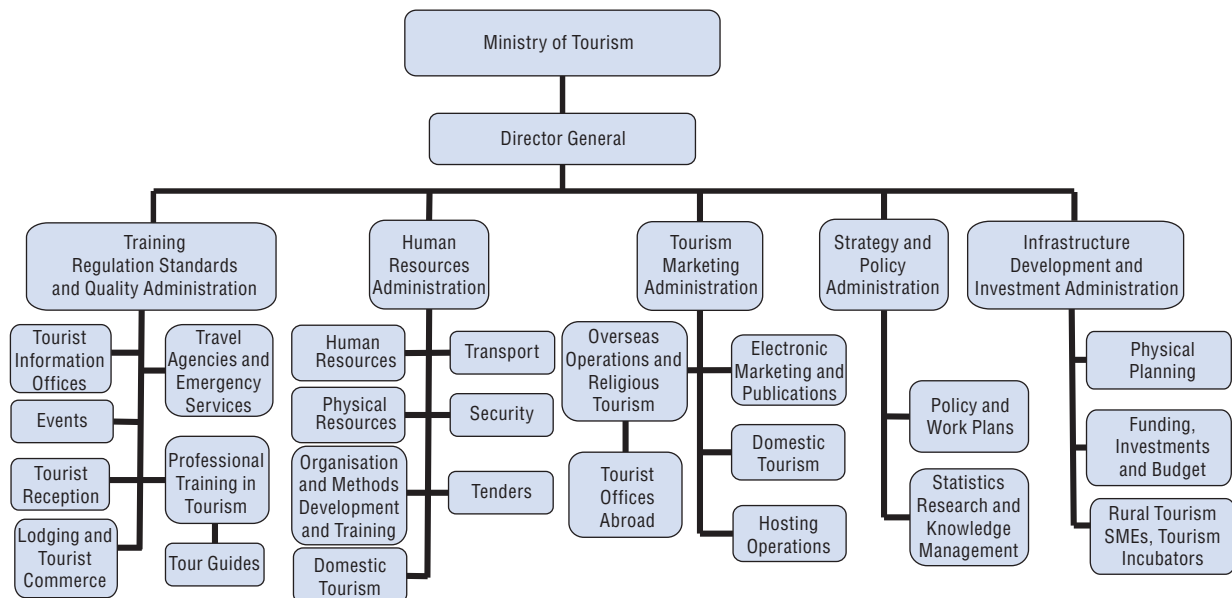 Ministry of Tourism
Director General
Training
Regulation Standards
and Quality Administration
Human
Resources
Administration
Tourism
Marketing
Administration
Strategy and
Policy
Administration
Infrastructure
Development and
Investment Administration
Tourist
Information
Offices
Travel
Agencies and
Emergency
Services
Events
Tourist
Reception
Professional
Training in
Tourism
Lodging and
Tourist
Commerce
Tour Guides
Human
Resources
Transport
Physical
Resources
Security
Organisation
and Methods
Development
and Training
Tenders
Domestic
Tourism
Overseas
Operations and
Religious
Tourism
Electronic
Marketing and
Publications
Tourist
Offices
Abroad
Domestic
Tourism
Hosting
Operations
Policy and
Work Plans
Statistics
Research and
Knowledge
Management
Physical
Planning
Funding,
Investments
and Budget
Rural Tourism
SMEs, Tourism
Incubators